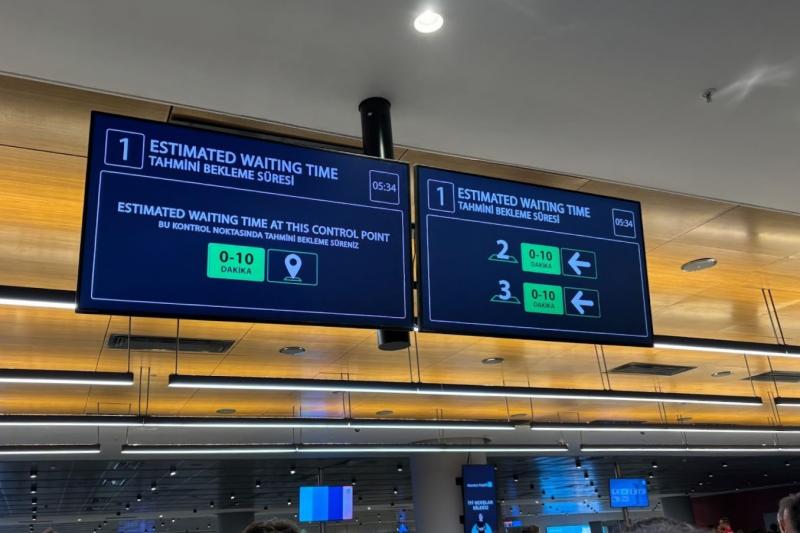 1
ESTIMATED WAITING TIME
TAHMİNİ BEKLEME SÜRESİ
05:34
ESTIMATED WAITING TIME AT THIS CONTROL POINT
BU KONTROL NOKTASINDA TAHMİNİ BEKLEME SÜRENİZ
0-10
DAKİKA
1
ESTIMATED WAITING TIME
TAHMİNİ BEKLEME SÜRESİ
05:34
2
0-10
DAKİKA
3
0-10
DAKİKA